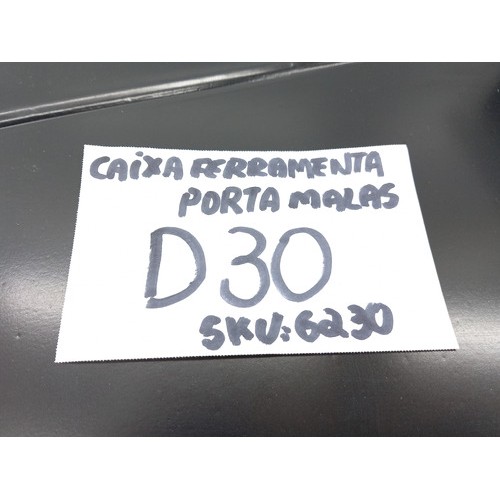 CAiXA FERRAMENTA
PORTA MALAS
D30
SKU:6230